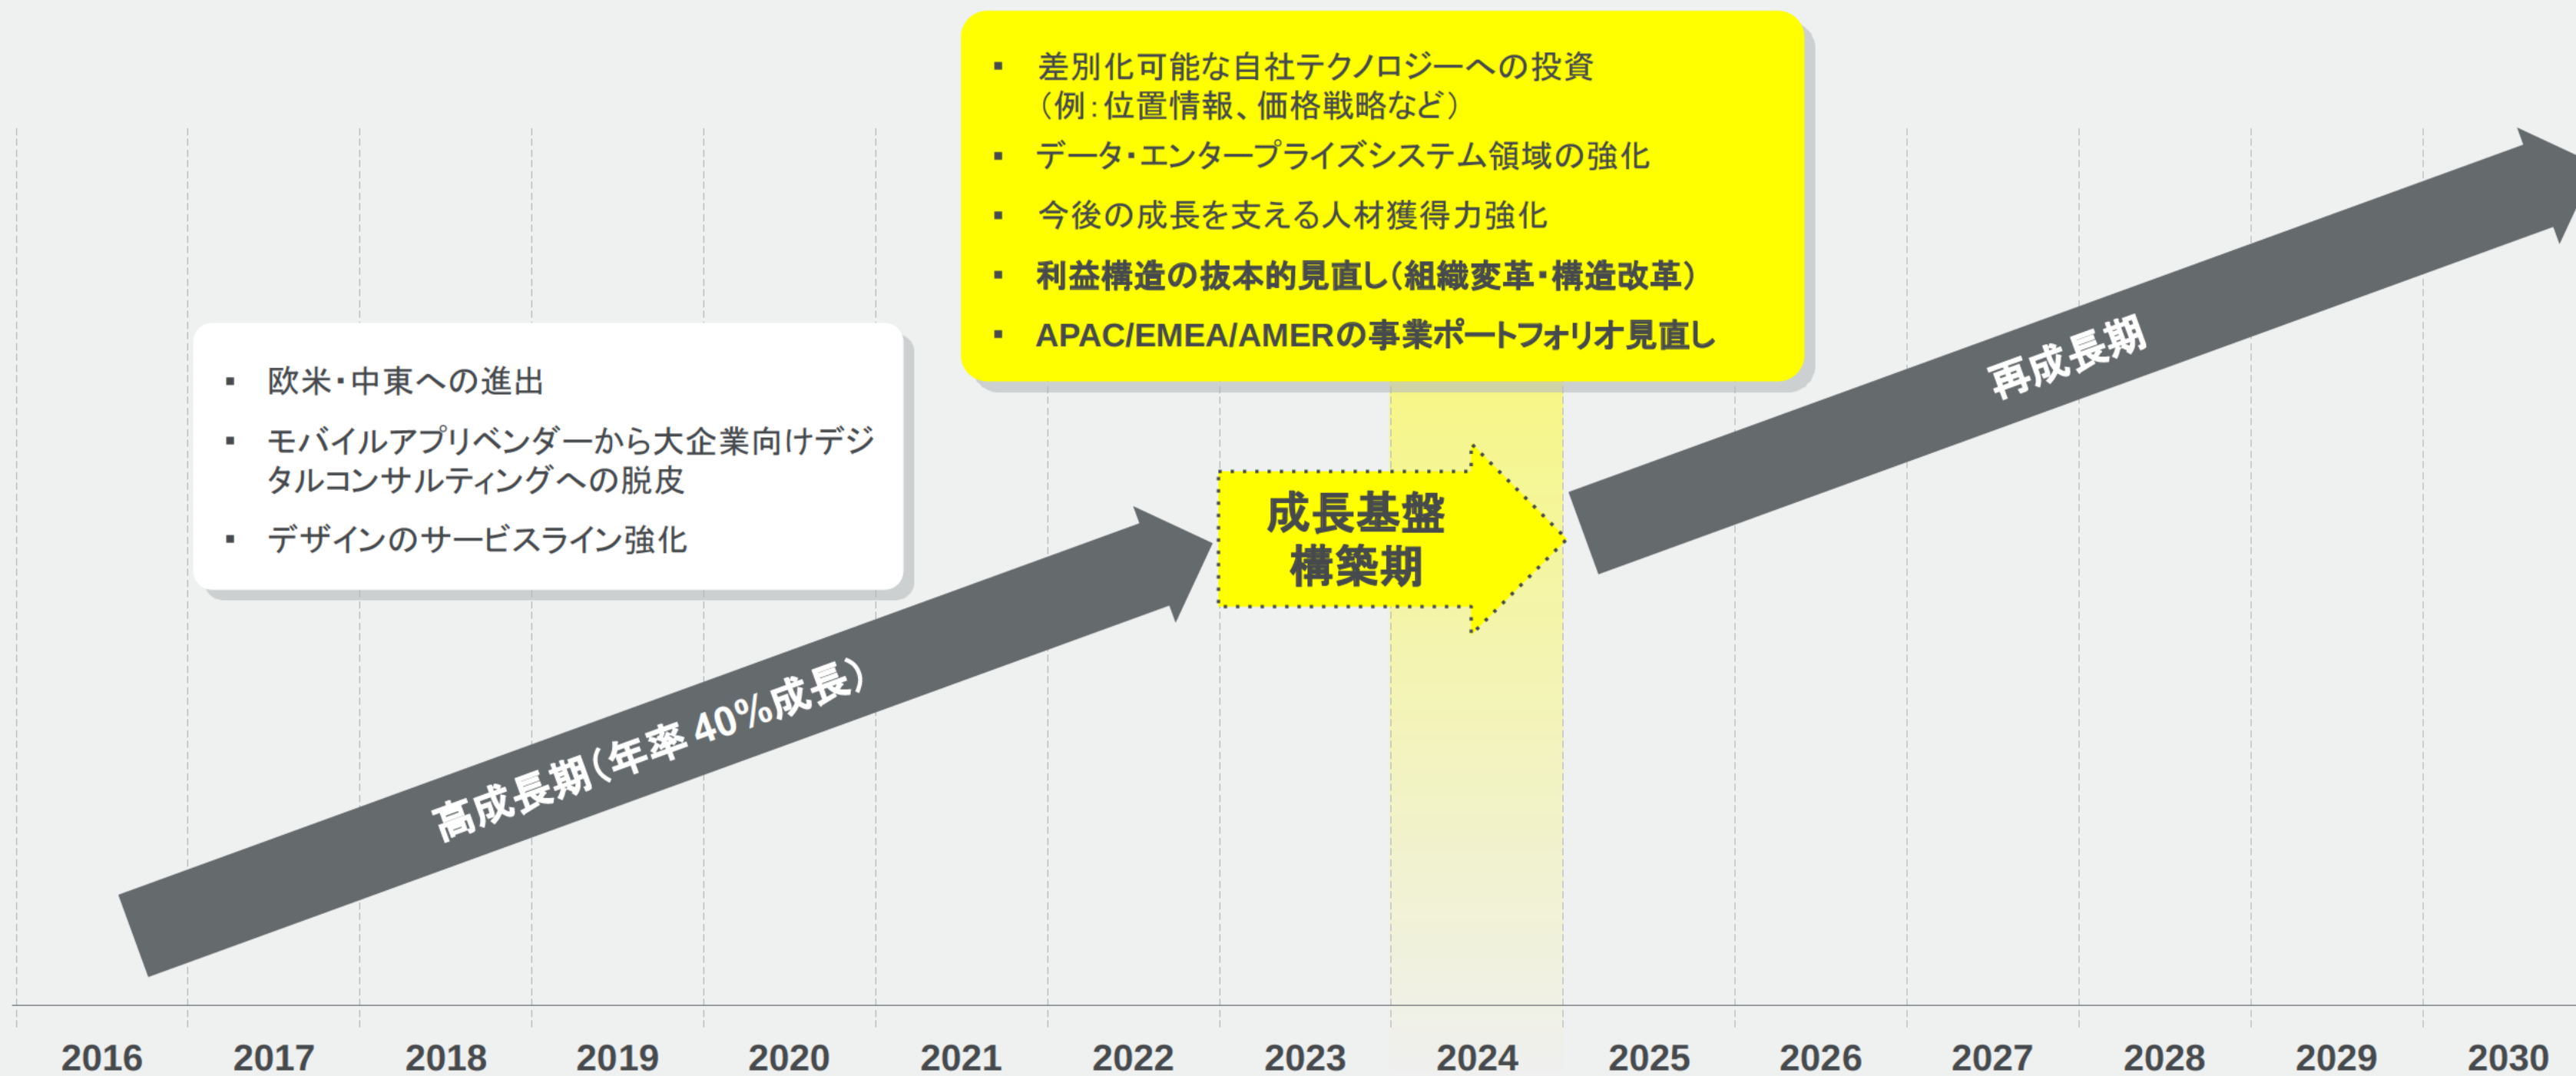 ▪ 差別化可能な自社テクノロジーへの投資
（例：位置情報、価格戦略など）
▪ データ・エンタープライズシステム領域の強化
▪ 今後の成長を支える人材獲得力強化
▪ 利益構造の抜本的見直し（組織変革・構造改革）
▪ APAC/EMEA/AMERの事業ポートフォリオ見直し
▪ 欧米・中東への進出
▪ モバイルアプリベンダーから大企業向けデジ
タルコンサルティングへの脱皮
▪ デザインのサービスライン強化
高成長期（年率 40%成長）
成長基盤
構築期
再成長期
2016 2017 2018 2019 2020 2021 2022 2023 2024 2025 2026 2027 2028 2029 2030